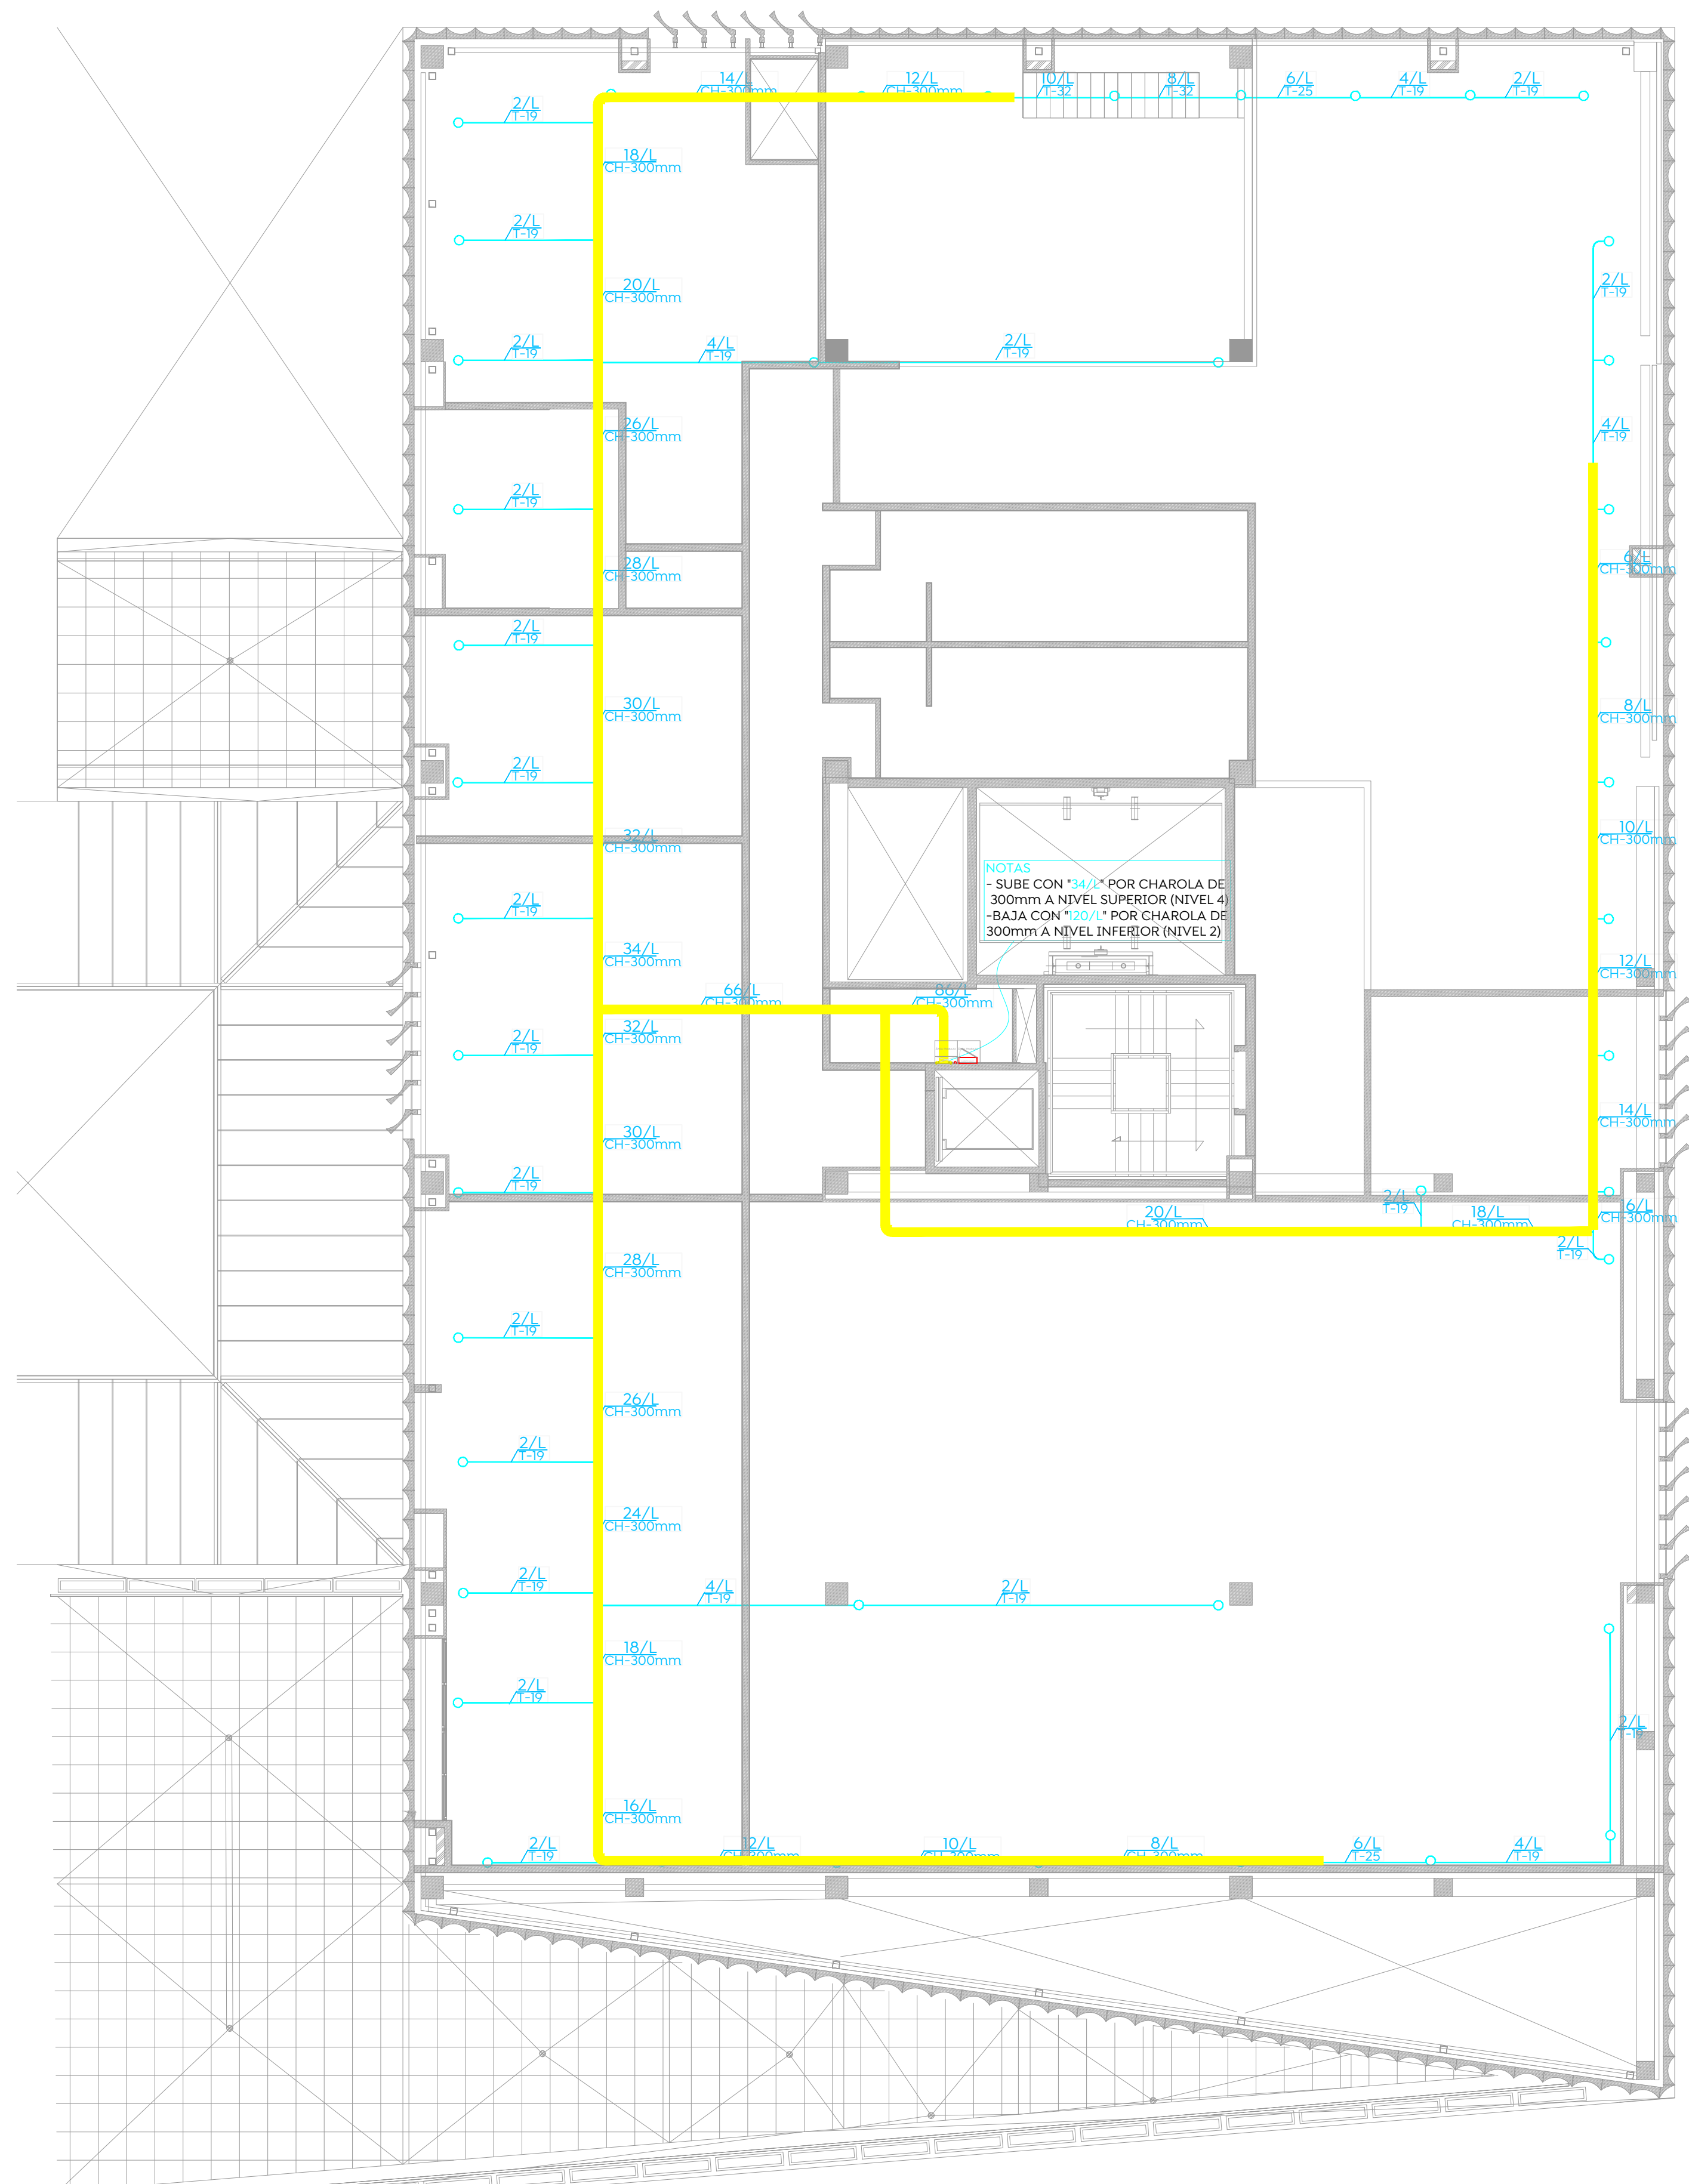 14/L
CH-300mm
12/L
CH-300mm
10/L
T-32
8/L
T-32
6/L
T-25
4/L
T-19
2/L
T-19
2/L
T-19
18/L
CH-300mm
2/L
T-19
20/L
CH-300mm
2/L
T-19
2/L
T-19
4/L
T-19
2/L
T-19
26/L
CH-300mm
4/L
T-19
2/L
T-19
28/L
CH-300mm
6/L
CH-300mm
2/L
T-19
30/L
CH-300mm
8/L
CH-300mm
2/L
T-19
32/L
CH-300mm
10/L
CH-300mm
NOTAS
- SUBE CON "34/L" POR CHAROLA DE
300mm A NIVEL SUPERIOR (NIVEL 4)
-BAJA CON "120/L" POR CHAROLA DE
300mm A NIVEL INFERIOR (NIVEL 2)
2/L
T-19
34/L
CH-300mm
12/L
CH-300mm
66/L
CH-300mm
86/L
CH-300mm
32/L
CH-300mm
2/L
T-19
30/L
CH-300mm
14/L
CH-300mm
2/L
T-19
2/L
T-19
20/L
CH-300mm
18/L
CH-300mm
16/L
CH-300mm
2/L
T-19
28/L
CH-300mm
2/L
T-19
26/L
CH-300mm
2/L
T-19
24/L
CH-300mm
2/L
T-19
4/L
T-19
2/L
T-19
18/L
CH-300mm
2/L
T-19
2/L
T-19
16/L
CH-300mm
2/L
T-19
12/L
CH-300mm
10/L
CH-300mm
8/L
CH-300mm
6/L
T-25
4/L
T-19